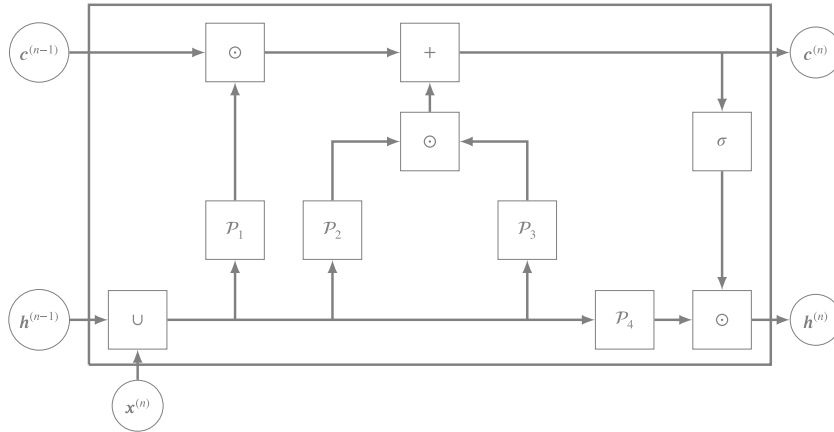 c^{(n-1)} ⊙ + c^{(n)}
⊙ σ
𝒫_1 𝒫_2 𝒫_3
h^{(n-1)} ∪ 𝒫_4 ⊙ h^{(n)}
x^{(n)}